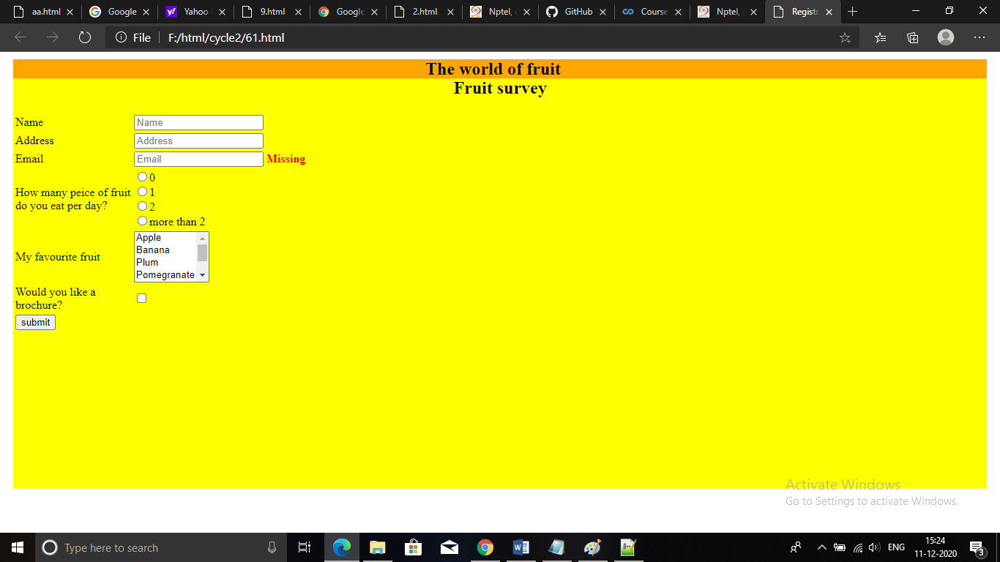 aa.html Google Yahoo 9.html Google 2.html Nptel, GitHub Course Nptel, Registr
File F:/html/cycle2/61.html
The world of fruit
Fruit survey
Name Name
Address Address
Email Email Missing
0
1
2
more than 2
How many peice of fruit
do you eat per day?
My favourite fruit
Apple
Banana
Plum
Pomegranate
Would you like a
brochure?
submit
Activate Windows
Go to Settings to activate Windows.
Type here to search
ENG
15:24
11-12-2020
3